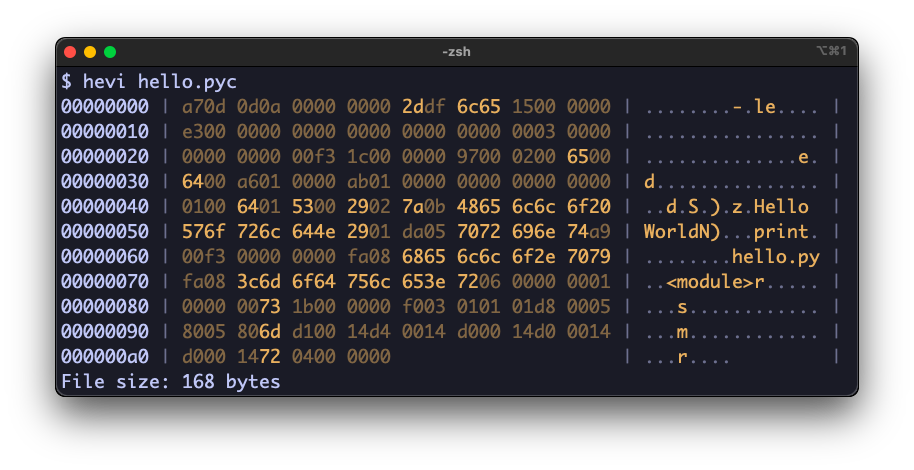 -zsh ⌥⌘1
$ hevi hello.pyc
00000000 | a70d 0d0a 0000 0000 2ddf 6c65 1500 0000 | ........-.le.... |
00000010 | e300 0000 0000 0000 0000 0000 0003 0000 | ................ |
00000020 | 0000 0000 00f3 1c00 0000 9700 0200 6500 | ..............e. |
00000030 | 6400 a601 0000 ab01 0000 0000 0000 0000 | d............... |
00000040 | 0100 6401 5300 2902 7a0b 4865 6c6c 6f20 | ..d.S.).z.Hello  |
00000050 | 576f 726c 644e 2901 da05 7072 696e 74a9 | WorldN)...print. |
00000060 | 00f3 0000 0000 fa08 6865 6c6c 6f2e 7079 | ........hello.py |
00000070 | fa08 3c6d 6f64 756c 653e 7206 0000 0001 | ..<module>r..... |
00000080 | 0000 0073 1b00 0000 f003 0101 01d8 0005 | ...s............ |
00000090 | 8005 806d d100 14d4 0014 d000 14d0 0014 | ...m............ |
000000a0 | d000 1472 0400 0000 | ...r.... |
File size: 168 bytes